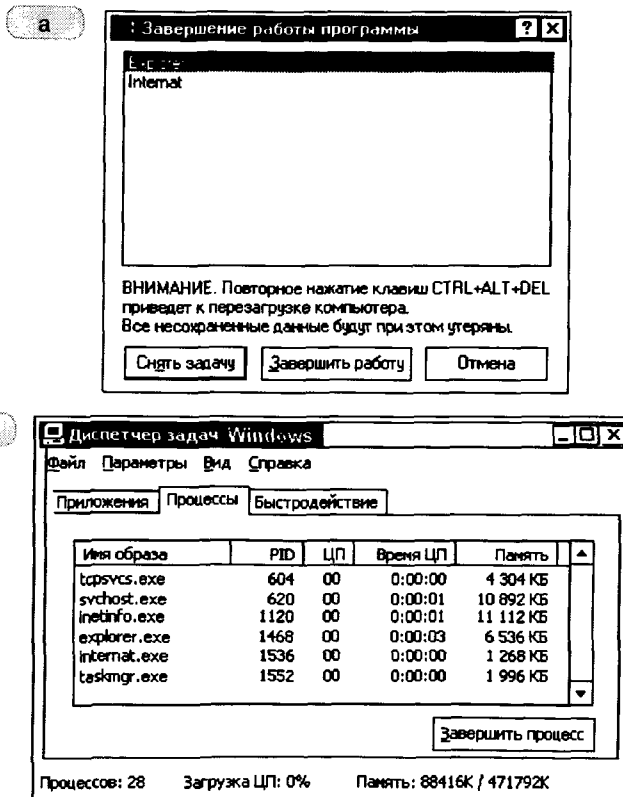 а
Завершение работы программы
Explorer
Internat
ВНИМАНИЕ. Повторное нажатие клавиш CTRL+ALT+DEL
приведет к перезагрузке компьютера.
Все несохраненные данные будут при этом утеряны.
Снять задачу Завершить работу Отмена
Диспетчер задач Windows
Файл Параметры Вид Справка
Приложения Процессы Быстродействие
Имя образа PID ЦП Время ЦП Память
tcpsvcs.exe 604 00 0:00:00 4 304 КБ
svchost.exe 620 00 0:00:01 10 892 КБ
inetinfo.exe 1120 00 0:00:01 11 112 КБ
explorer.exe 1468 00 0:00:03 6 536 КБ
internat.exe 1536 00 0:00:00 1 268 КБ
taskmgr.exe 1552 00 0:00:00 1 996 КБ
Завершить процесс
Процессов: 28 Загрузка ЦП: 0% Память: 88416K / 471792K